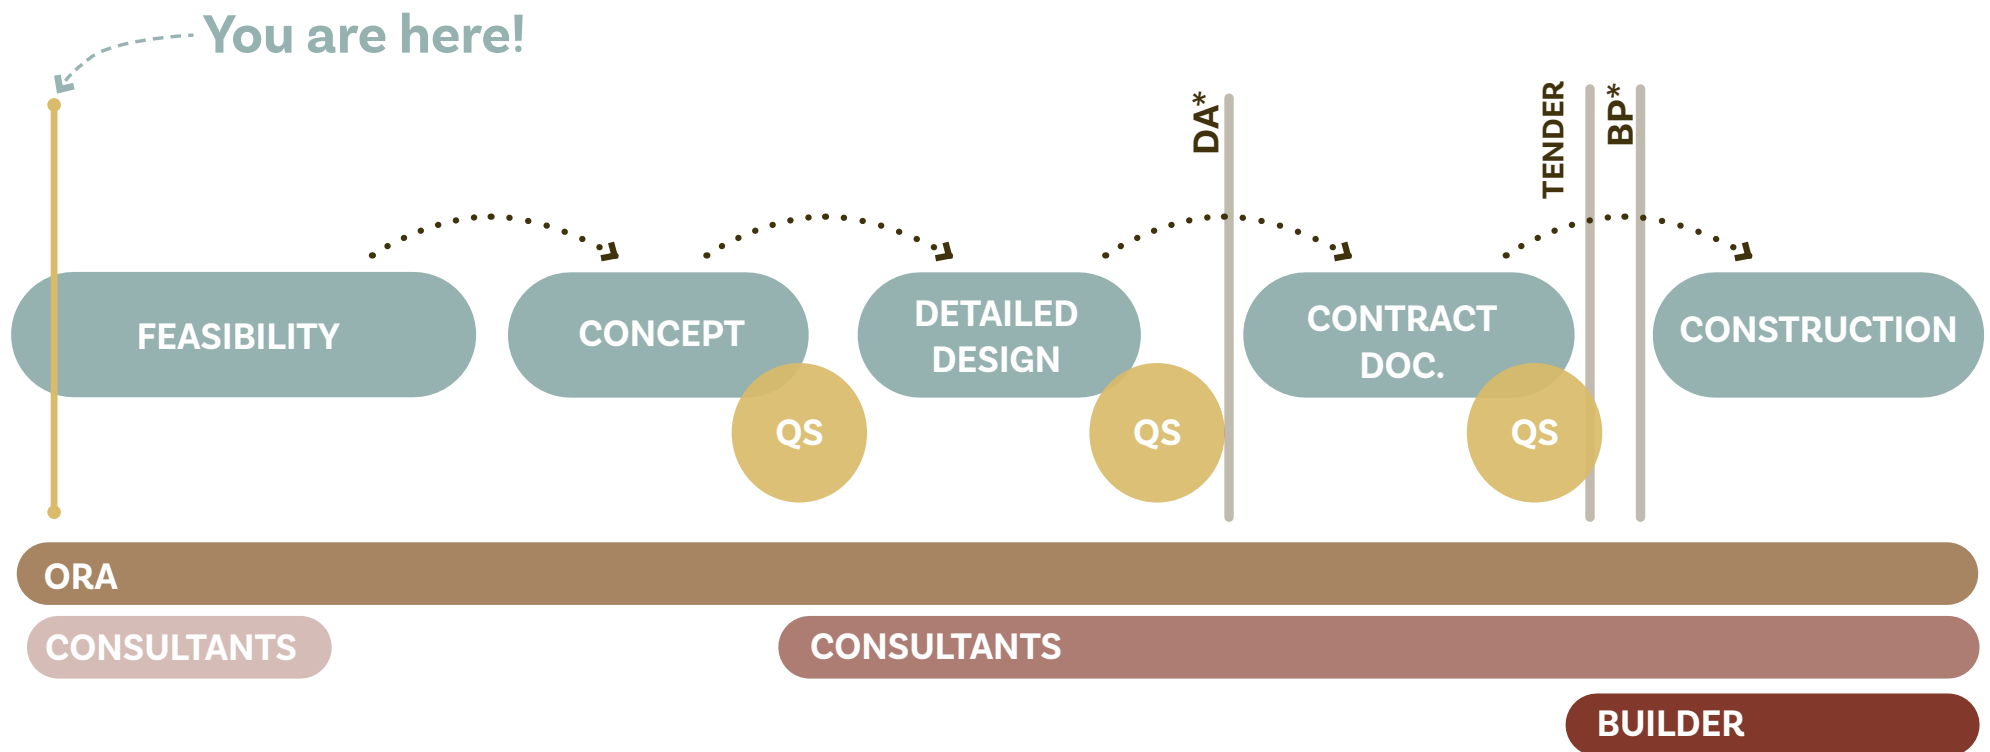 You are here!
DA*
TENDER
BP*
FEASIBILITY
CONCEPT
DETAILED
DESIGN
CONTRACT
DOC.
CONSTRUCTION
QS
QS
QS
ORA
CONSULTANTS
CONSULTANTS
BUILDER